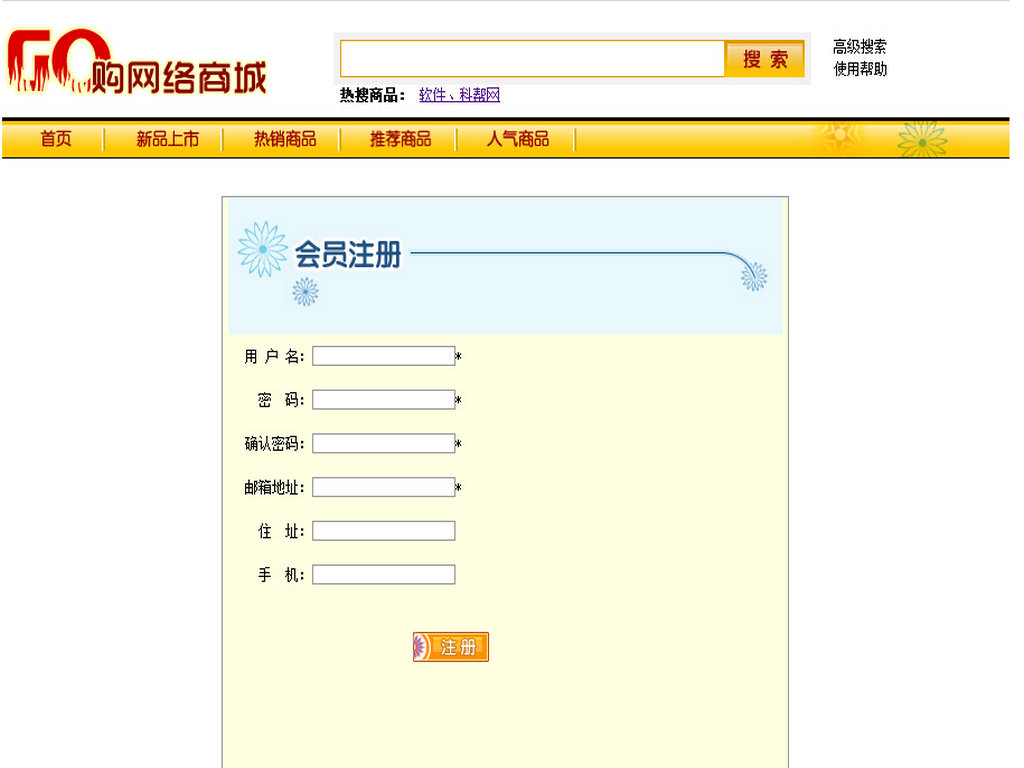 GO购网络商城
搜 索
高级搜索
使用帮助
热搜商品： 软件、科帮网
首页 新品上市 热销商品 推荐商品 人气商品
会员注册
用 户 名： *
密 码： *
确认密码： *
邮箱地址： *
住 址：
手 机：
注 册